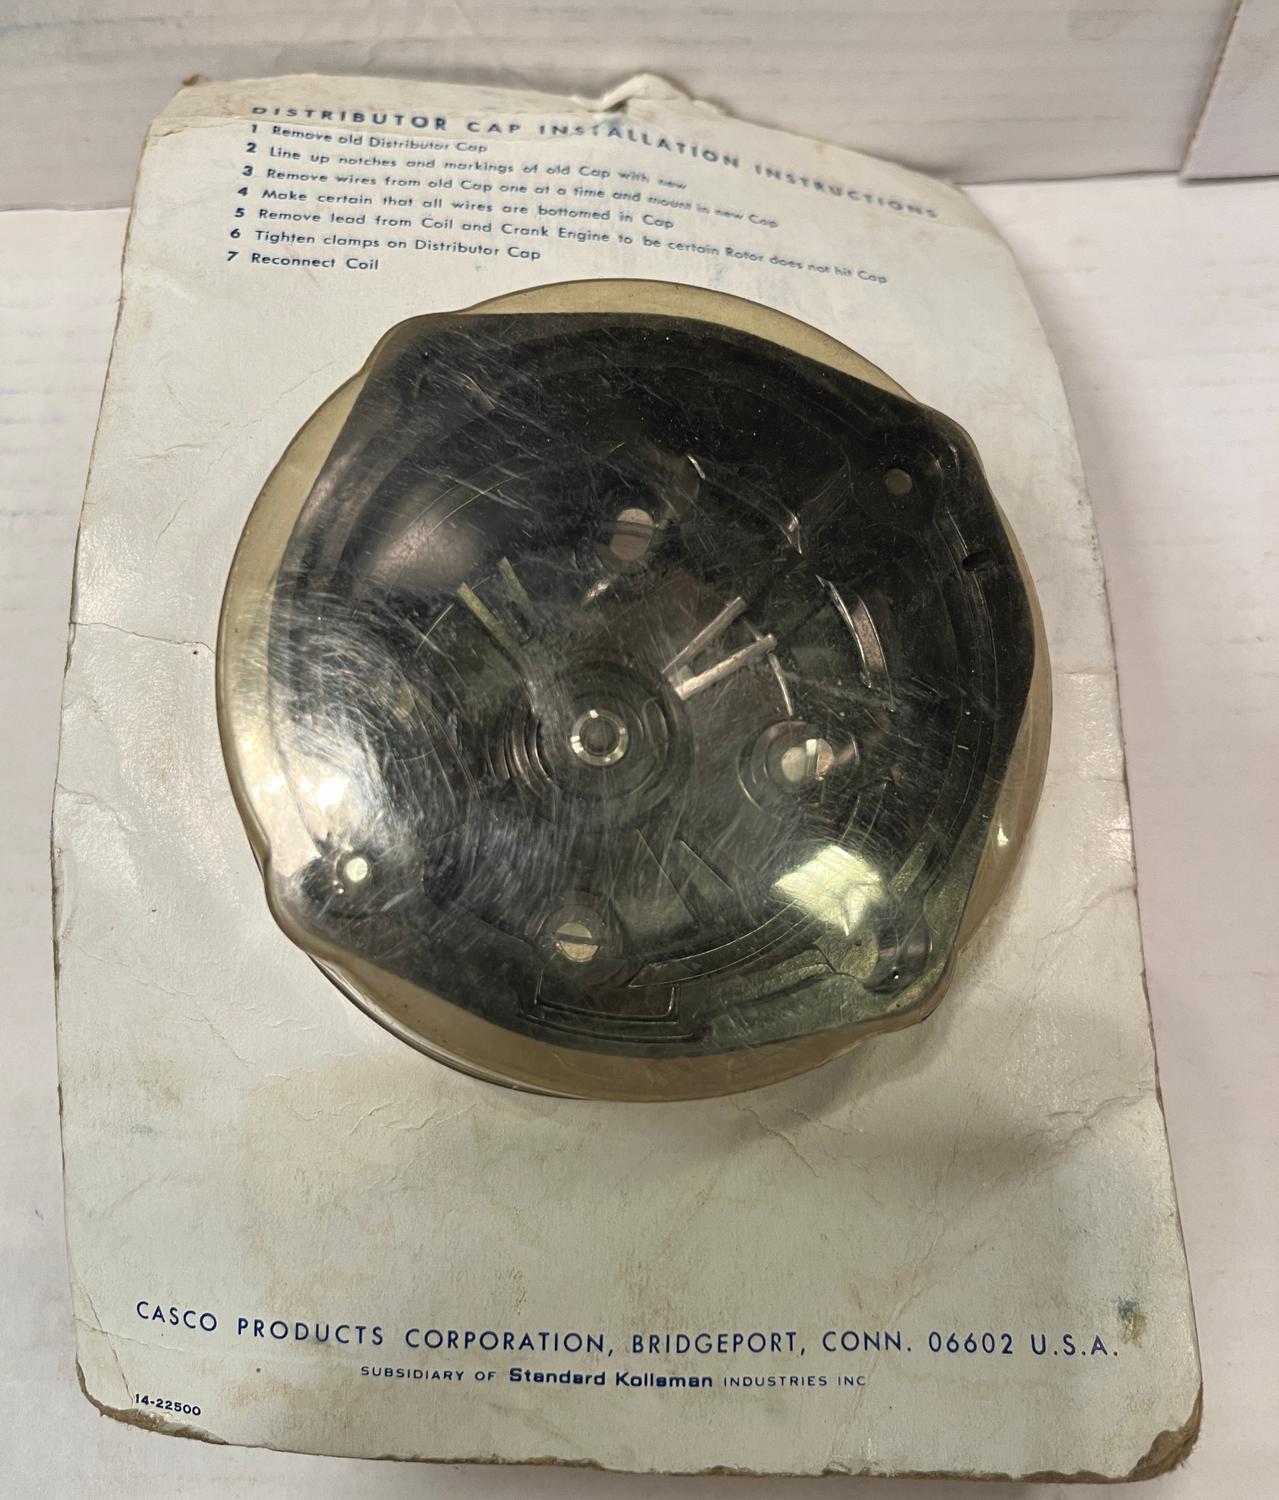 DISTRIBUTOR CAP INSTALLATION INSTRUCTIONS
1 Remove old Distributor Cap
2 Line up notches and markings of old Cap with new
3 Remove wires from old Cap one at a time and mount in new Cap
4 Make certain that all wires are bottomed in Cap
5 Remove lead from Coil and Crank Engine to be certain Rotor does not hit Cap
6 Tighten clamps on Distributor Cap
7 Reconnect Coil
CASCO PRODUCTS CORPORATION, BRIDGEPORT, CONN. 06602 U.S.A.
SUBSIDIARY OF Standard Kollsman INDUSTRIES INC
14-22500